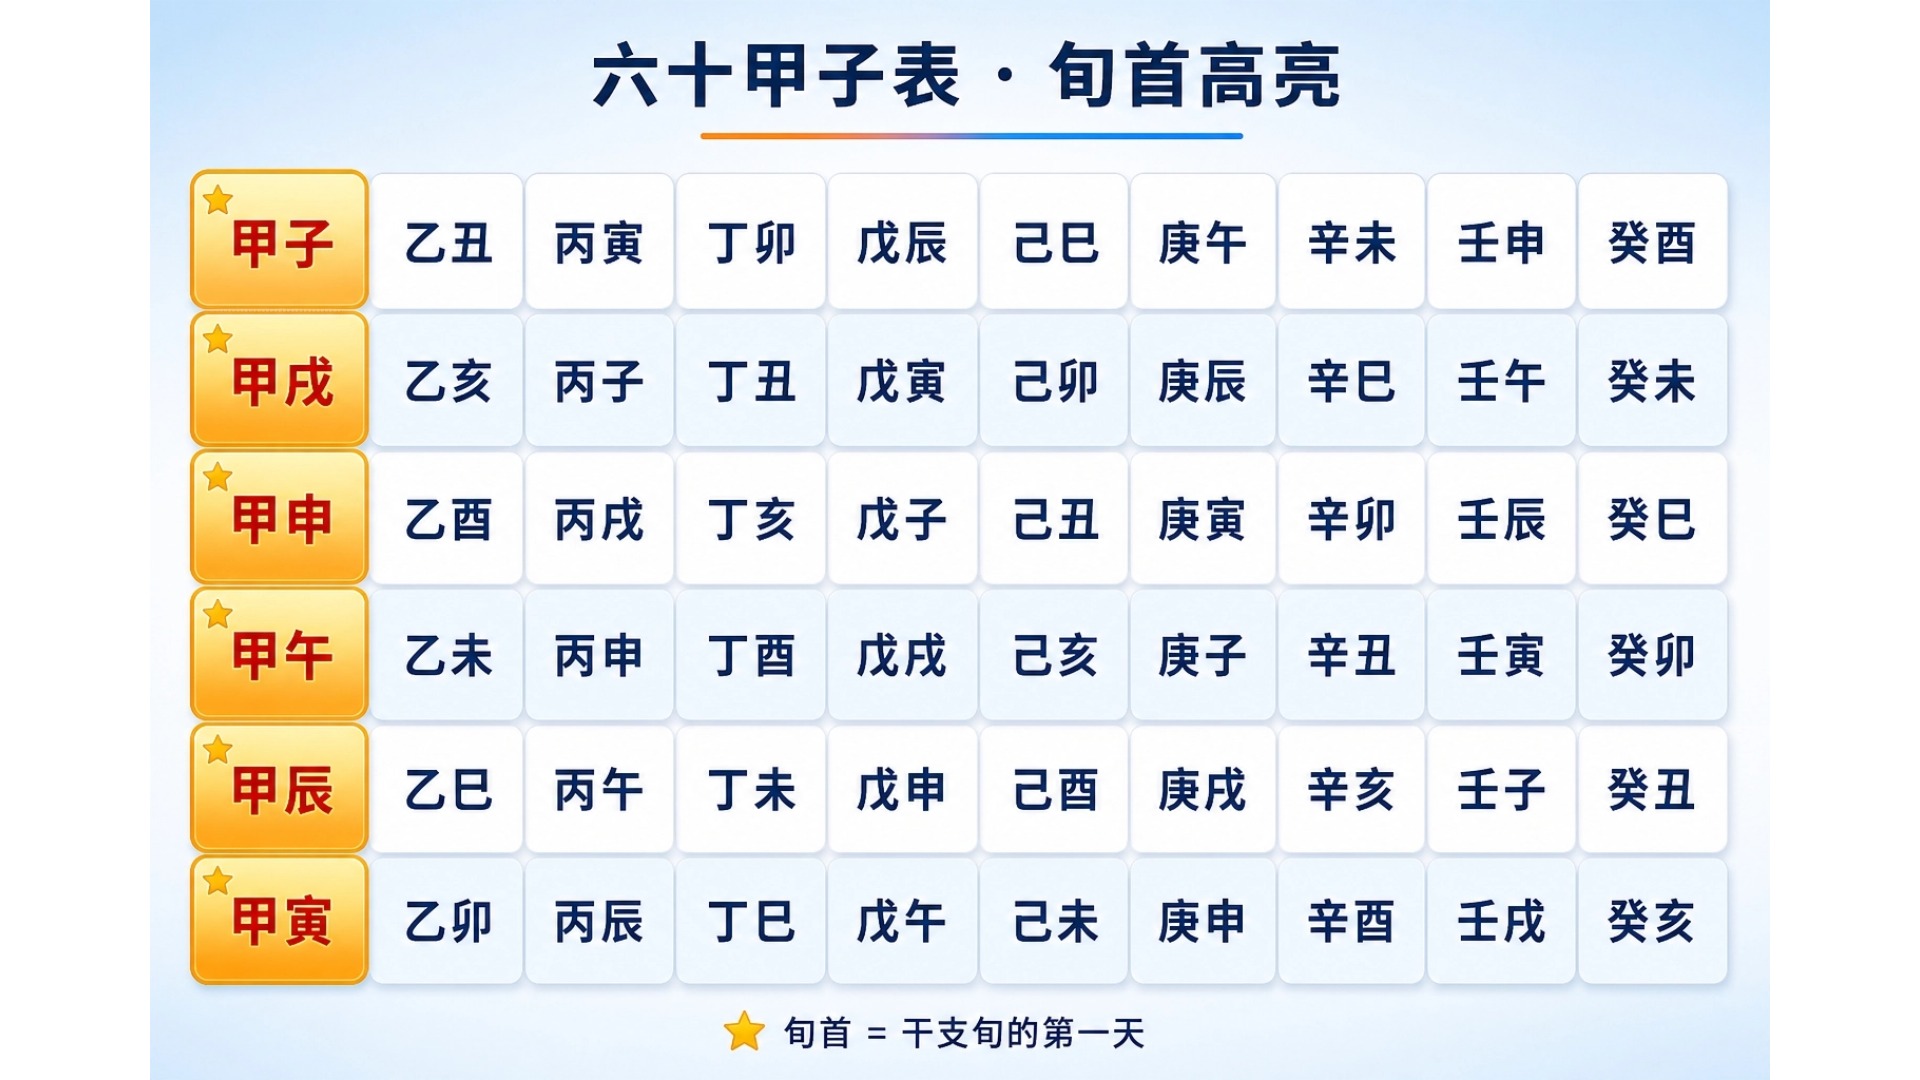 六十甲子表·旬首高亮
甲子 乙丑 丙寅 丁卯 戊辰 己巳 庚午 辛未 壬申 癸酉
甲戌 乙亥 丙子 丁丑 戊寅 己卯 庚辰 辛巳 壬午 癸未
甲申 乙酉 丙戌 丁亥 戊子 己丑 庚寅 辛卯 壬辰 癸巳
甲午 乙未 丙申 丁酉 戊戌 己亥 庚子 辛丑 壬寅 癸卯
甲辰 乙巳 丙午 丁未 戊申 己酉 庚戌 辛亥 壬子 癸丑
甲寅 乙卯 丙辰 丁巳 戊午 己未 庚申 辛酉 壬戌 癸亥
旬首 = 干支旬的第一天